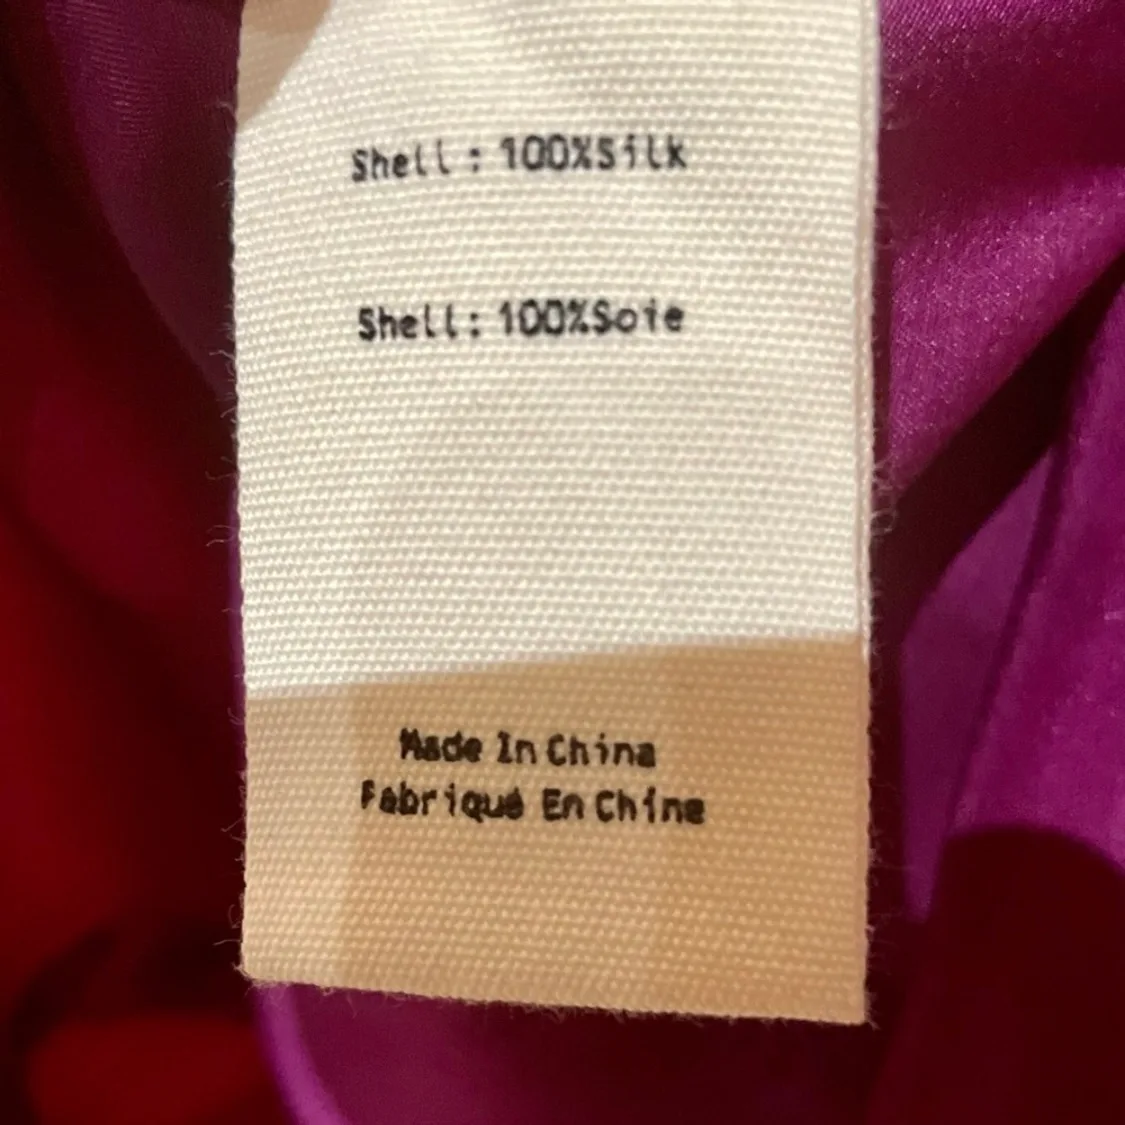 Shell: 100%Silk
Shell: 100%Soie
Made In China
Fabriqué En Chine